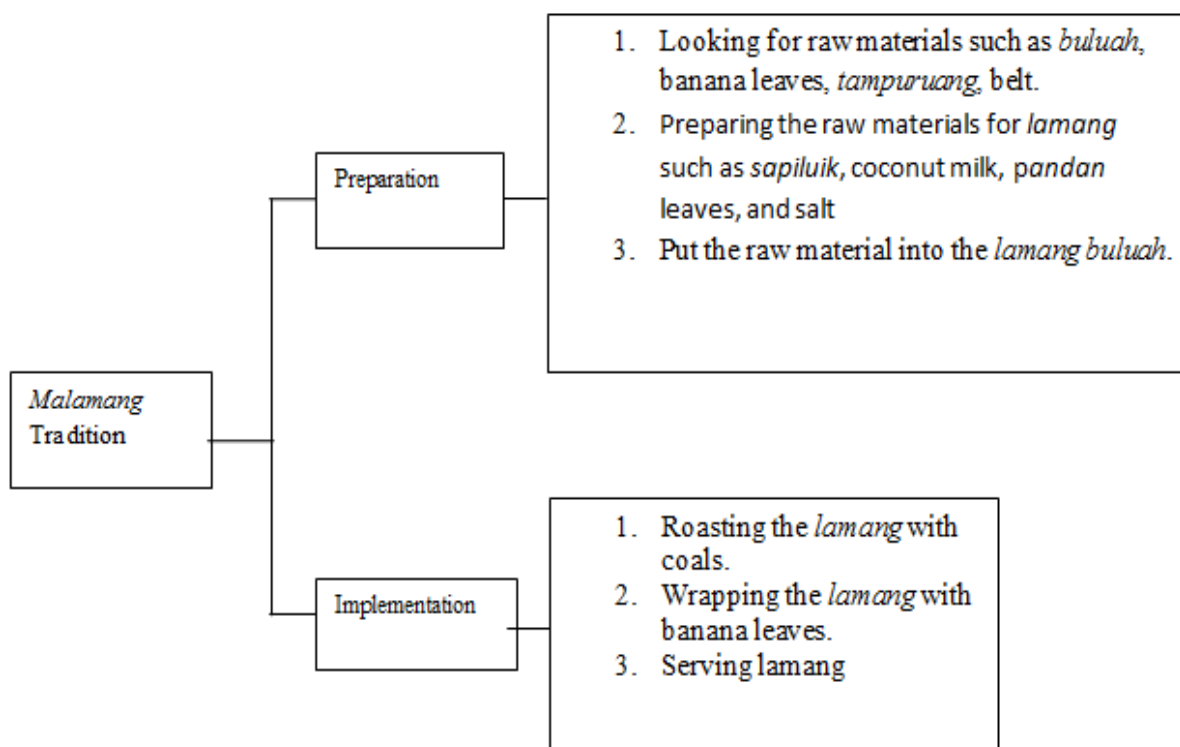 Malamang
Tradition
Preparation
1. Looking for raw materials such as buluah,
banana leaves, tampuruang, belt.
2. Preparing the raw materials for lamang
such as sapiluik, coconut milk, pandan
leaves, and salt
3. Put the raw material into the lamang buluah.
Implementation
1. Roasting the lamang with
coals.
2. Wrapping the lamang with
banana leaves.
3. Serving lamang